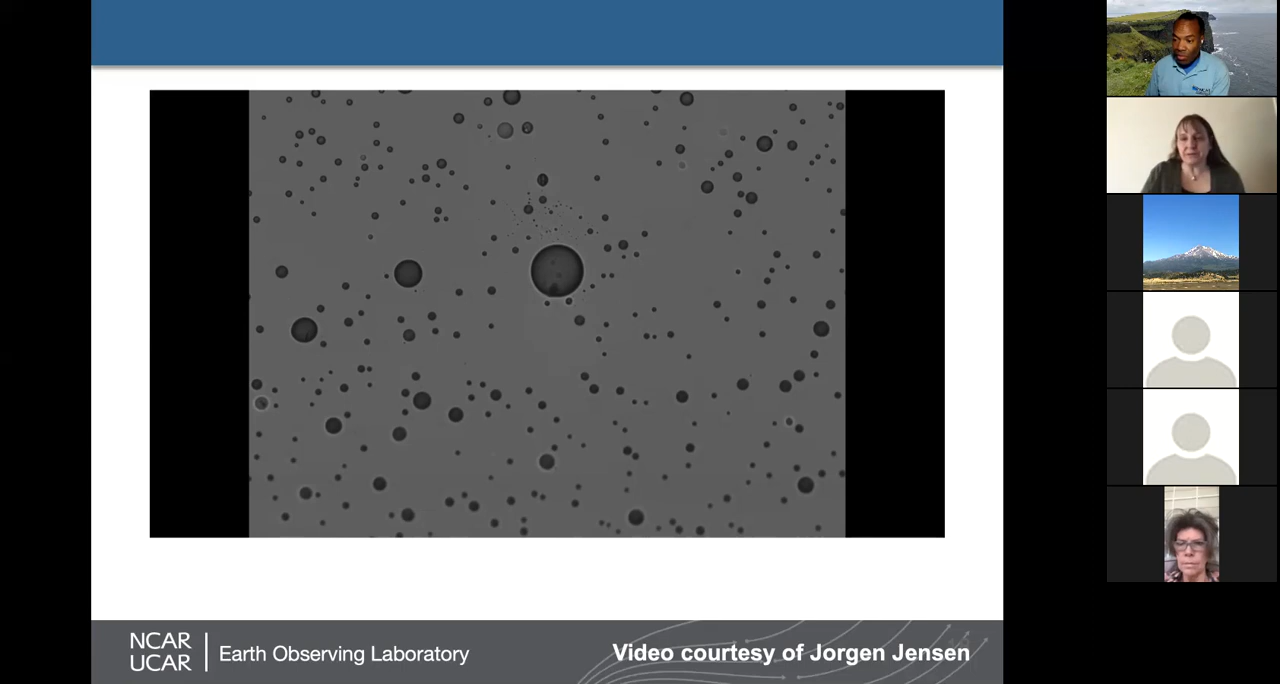 NCAR
UCAR
Earth Observing Laboratory
Video courtesy of Jorgen Jensen